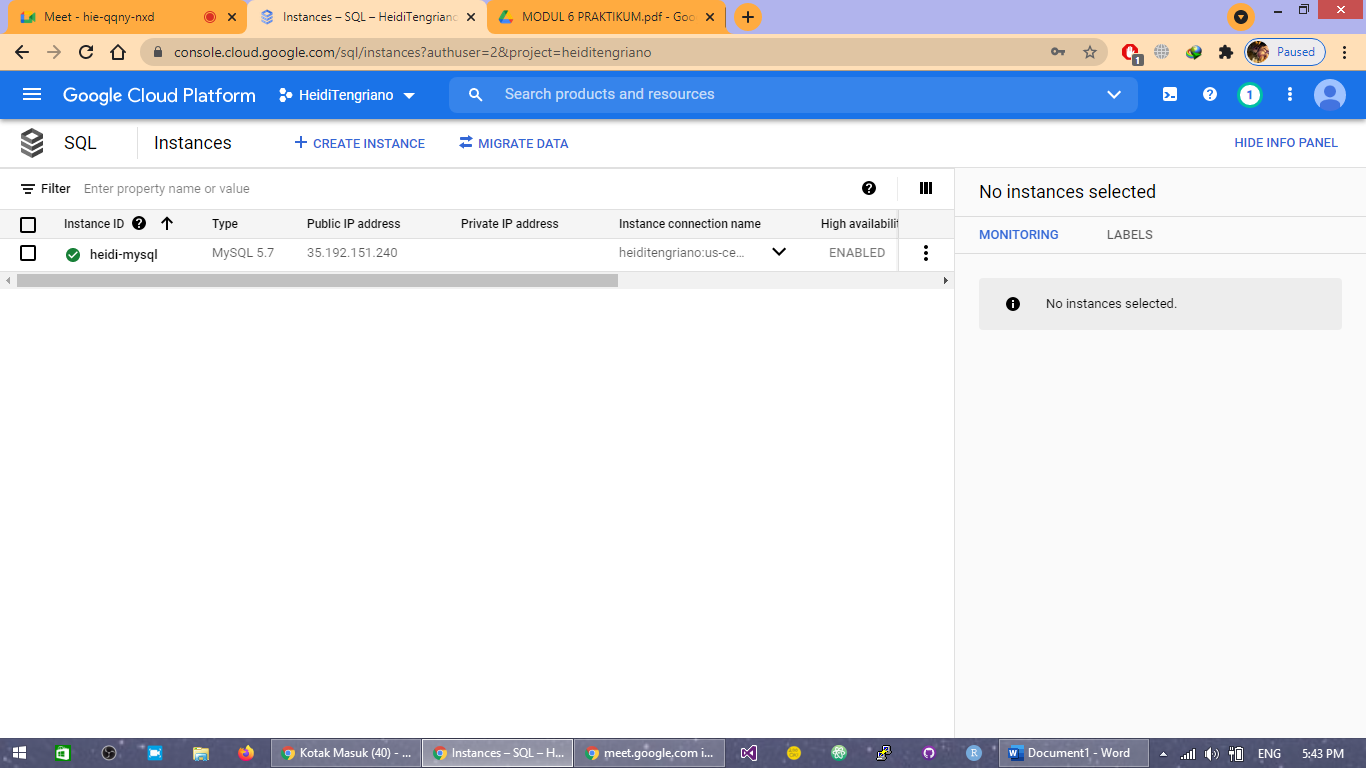 Meet - hie-qqny-nxd
Instances – SQL – HeidiTengriano
MODUL 6 PRAKTIKUM.pdf - Goo
console.cloud.google.com/sql/instances?authuser=2&project=heiditengriano
1
Paused
Google Cloud Platform
HeidiTengriano
Search products and resources
1
SQL
Instances
CREATE INSTANCE
MIGRATE DATA
HIDE INFO PANEL
Filter
Enter property name or value
No instances selected
Instance ID
Type
Public IP address
Private IP address
Instance connection name
High availabilit
MONITORING
LABELS
heidi-mysql
MySQL 5.7
35.192.151.240
heiditengriano:us-ce...
ENABLED
No instances selected.
Kotak Masuk (40) - ...
Instances – SQL – H...
meet.google.com i...
Document1 - Word
ENG
5:43 PM